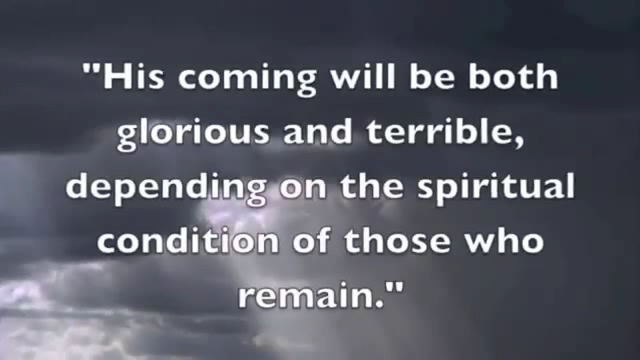 "His coming will be both
glorious and terrible,
depending on the spiritual
condition of those who
remain."